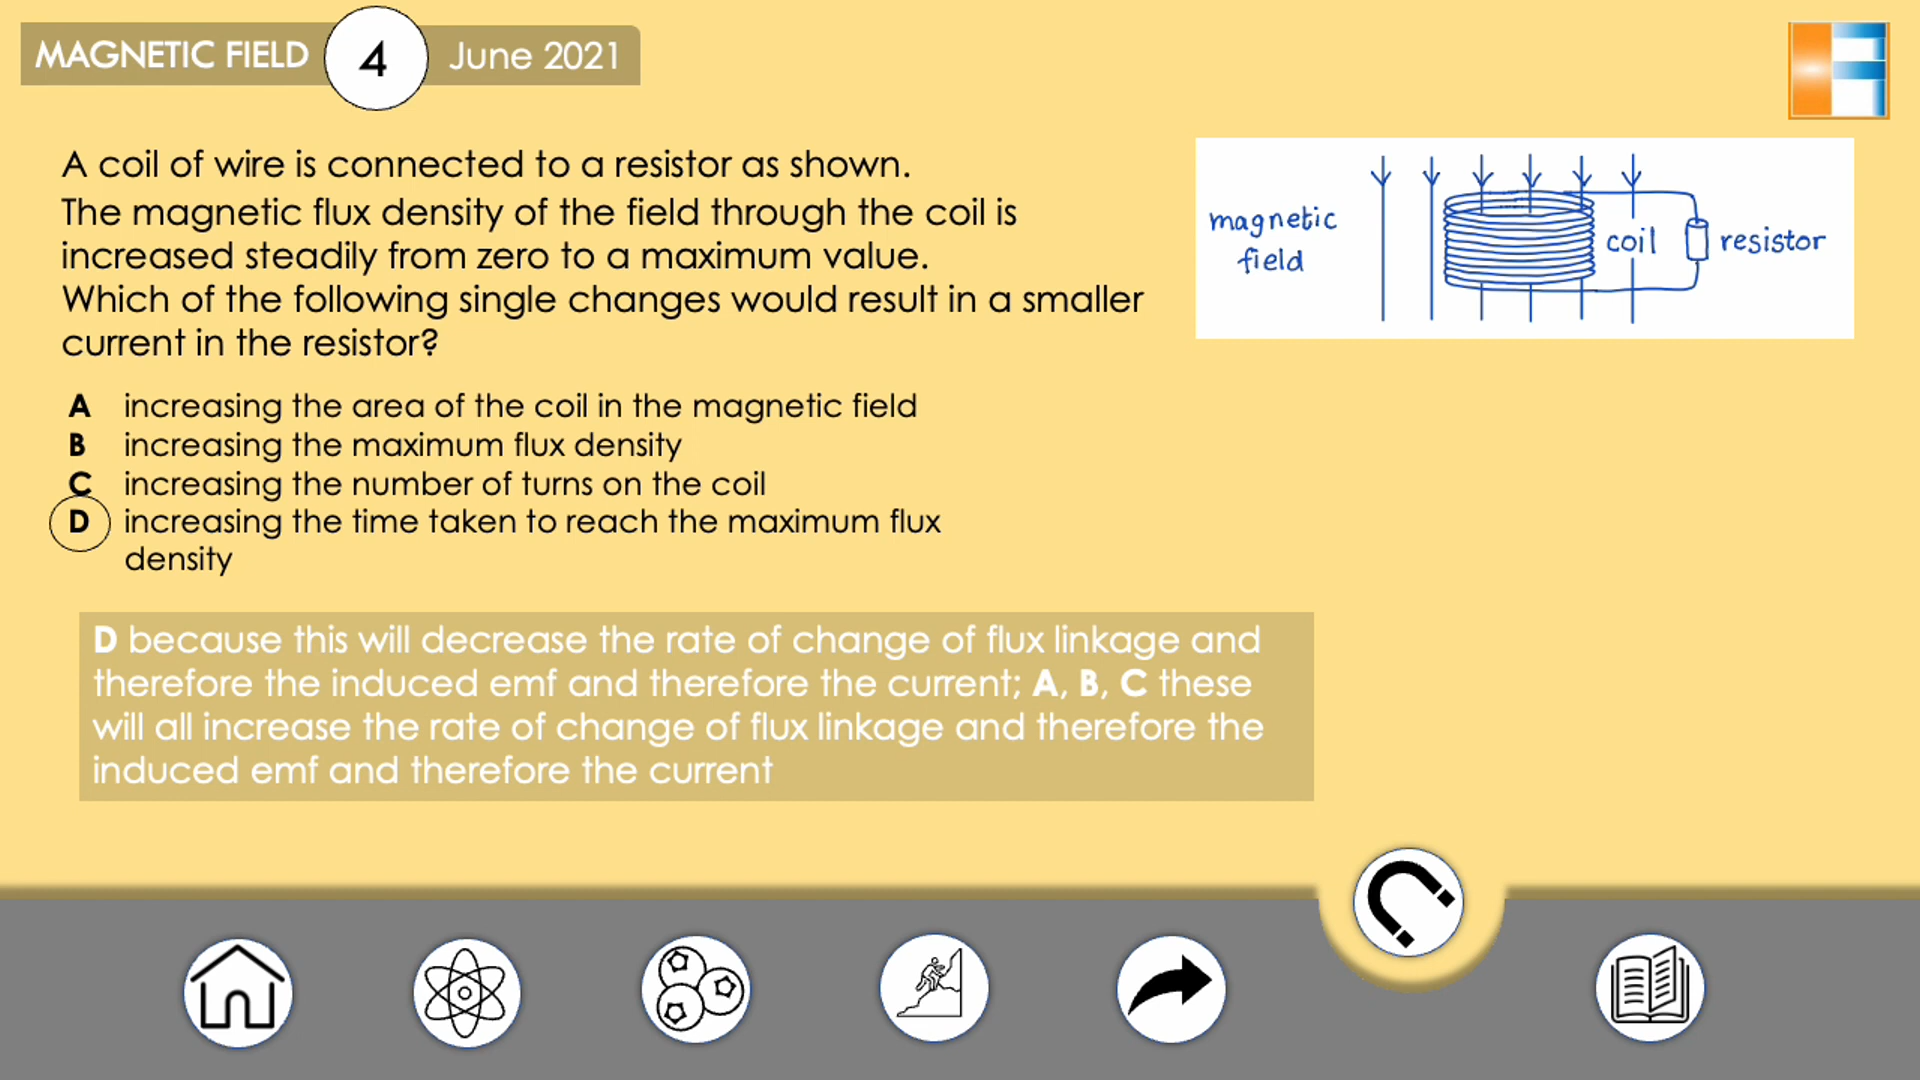 MAGNETIC FIELD 4 June 2021
A coil of wire is connected to a resistor as shown.
The magnetic flux density of the field through the coil is
increased steadily from zero to a maximum value.
Which of the following single changes would result in a smaller
current in the resistor?
magnetic
field
coil
resistor
A increasing the area of the coil in the magnetic field
B increasing the maximum flux density
C increasing the number of turns on the coil
D increasing the time taken to reach the maximum flux
density
D because this will decrease the rate of change of flux linkage and
therefore the induced emf and therefore the current; A, B, C these
will all increase the rate of change of flux linkage and therefore the
induced emf and therefore the current